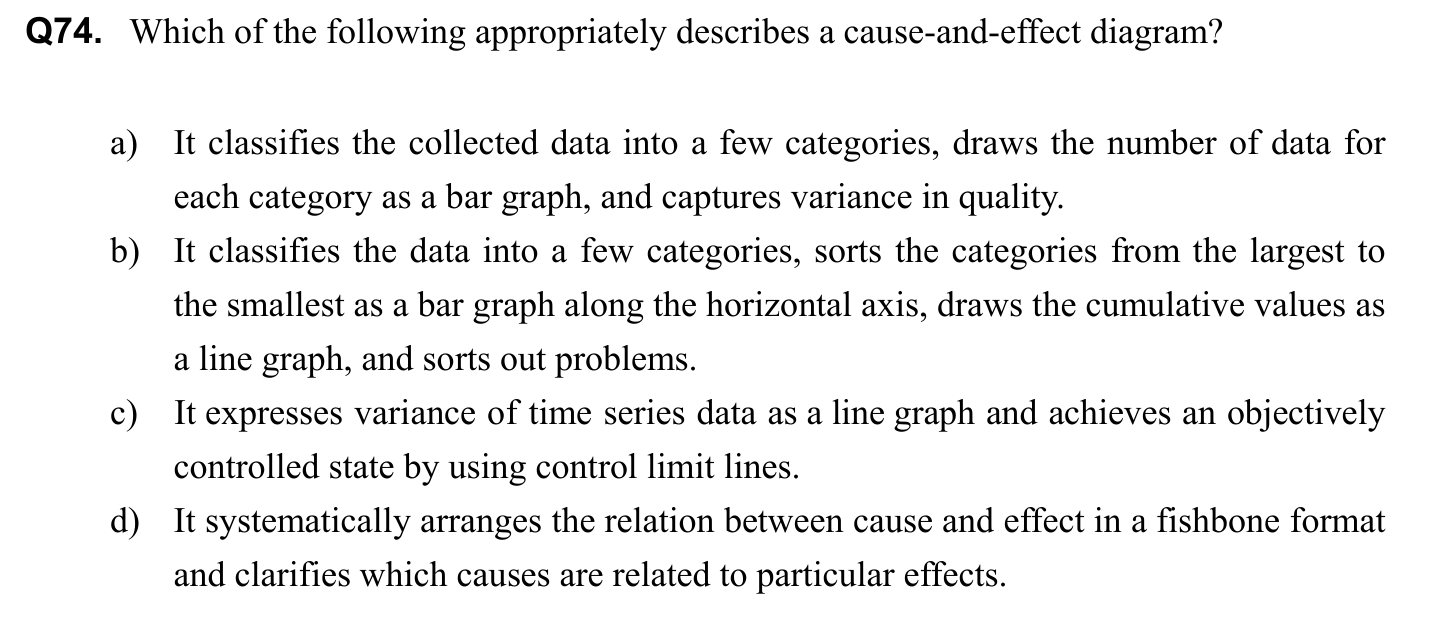 Q74. Which of the following appropriately describes a cause-and-effect diagram?
a) It classifies the collected data into a few categories, draws the number of data for
each category as a bar graph, and captures variance in quality.
b) It classifies the data into a few categories, sorts the categories from the largest to
the smallest as a bar graph along the horizontal axis, draws the cumulative values as
a line graph, and sorts out problems.
c) It expresses variance of time series data as a line graph and achieves an objectively
controlled state by using control limit lines.
d) It systematically arranges the relation between cause and effect in a fishbone format
and clarifies which causes are related to particular effects.